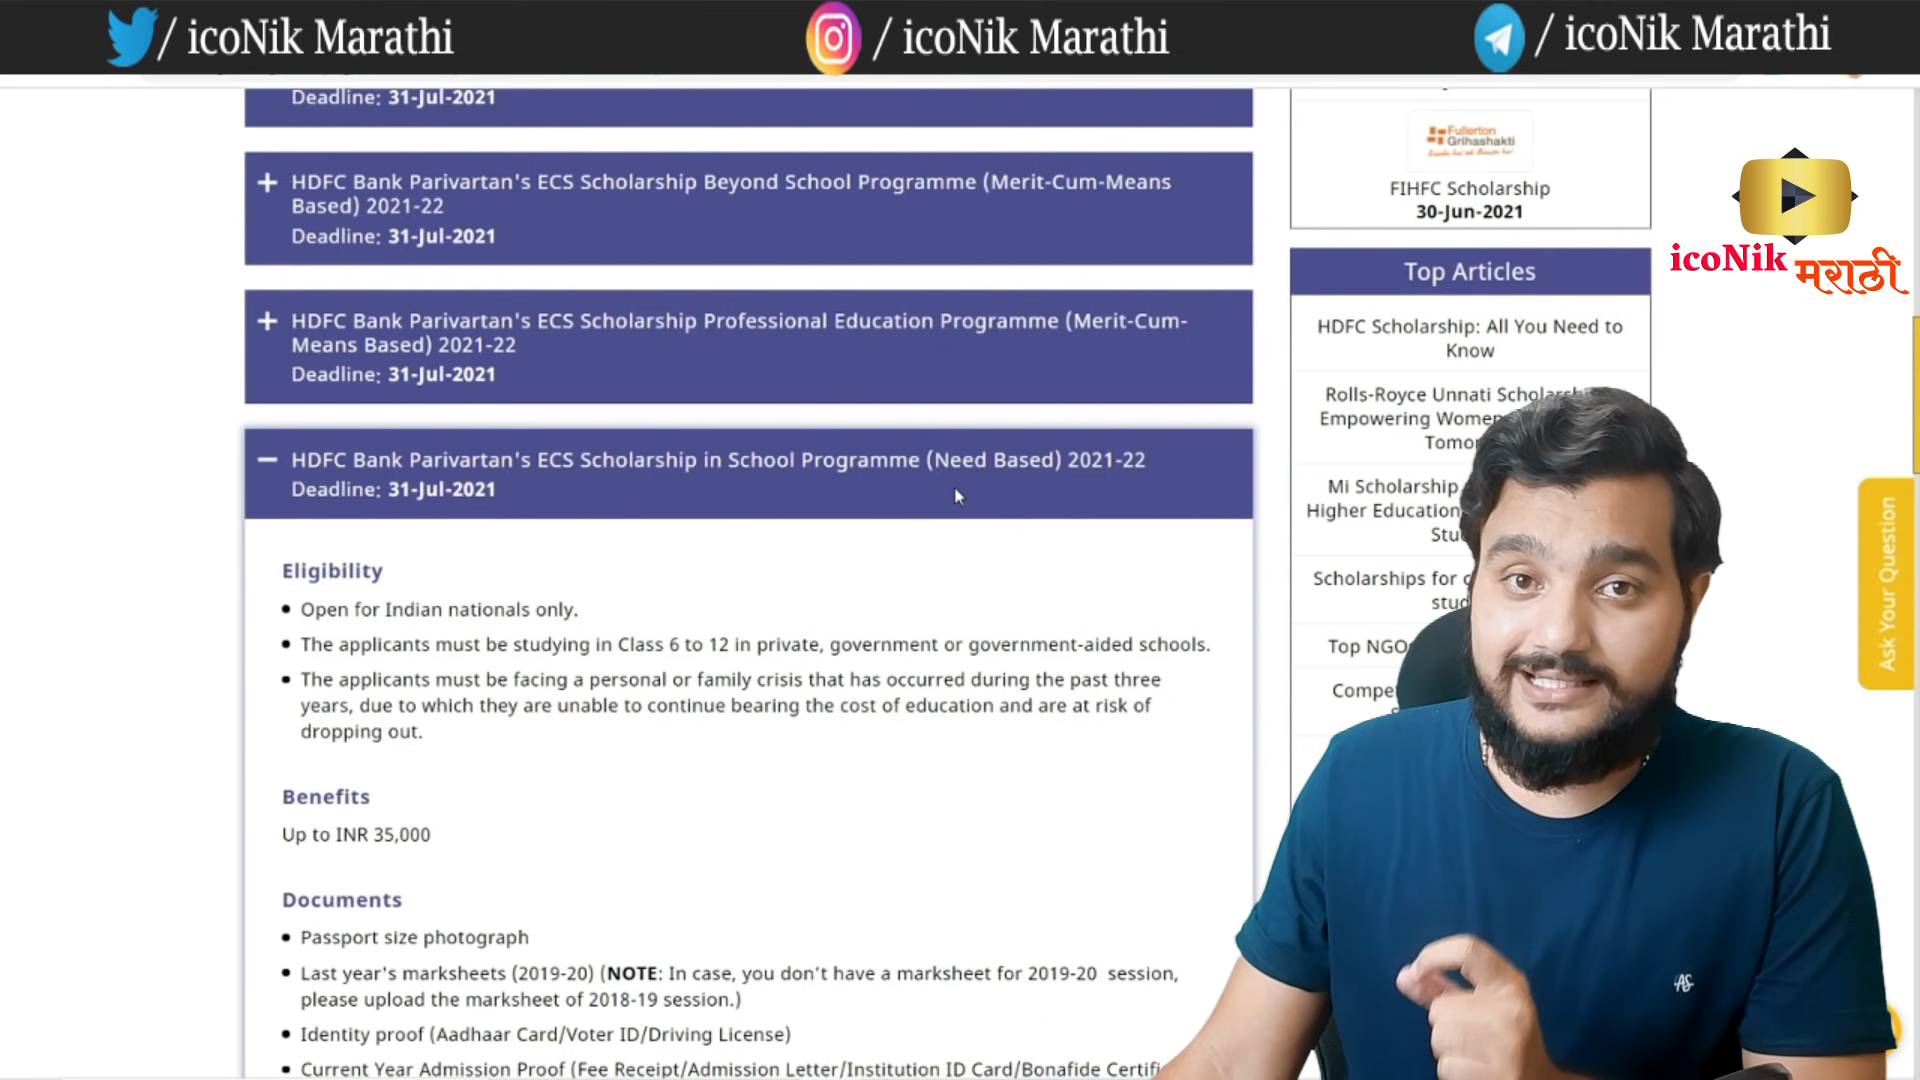 / icoNik Marathi
/ icoNik Marathi
/ icoNik Marathi
Deadline: 31-Jul-2021
+ HDFC Bank Parivartan's ECS Scholarship Beyond School Programme (Merit-Cum-Means
Based) 2021-22
Deadline: 31-Jul-2021
+ HDFC Bank Parivartan's ECS Scholarship Professional Education Programme (Merit-Cum-
Means Based) 2021-22
Deadline: 31-Jul-2021
− HDFC Bank Parivartan's ECS Scholarship in School Programme (Need Based) 2021-22
Deadline: 31-Jul-2021
Eligibility
• Open for Indian nationals only.
• The applicants must be studying in Class 6 to 12 in private, government or government-aided schools.
• The applicants must be facing a personal or family crisis that has occurred during the past three
years, due to which they are unable to continue bearing the cost of education and are at risk of
dropping out.
Benefits
Up to INR 35,000
Documents
• Passport size photograph
• Last year's marksheets (2019-20) (NOTE: In case, you don't have a marksheet for 2019-20 session,
please upload the marksheet of 2018-19 session.)
• Identity proof (Aadhaar Card/Voter ID/Driving License)
• Current Year Admission Proof (Fee Receipt/Admission Letter/Institution ID Card/Bonafide
Fullerton
Grihashakti
FIHFC Scholarship
30-Jun-2021
Top Articles
HDFC Scholarship: All You Need to
Know
Rolls-Royce Unnati
Empowering
Mi Scholarship
Higher Education
Scholarships for
Top
icoNik
मराठी
Ask Your Question
AS